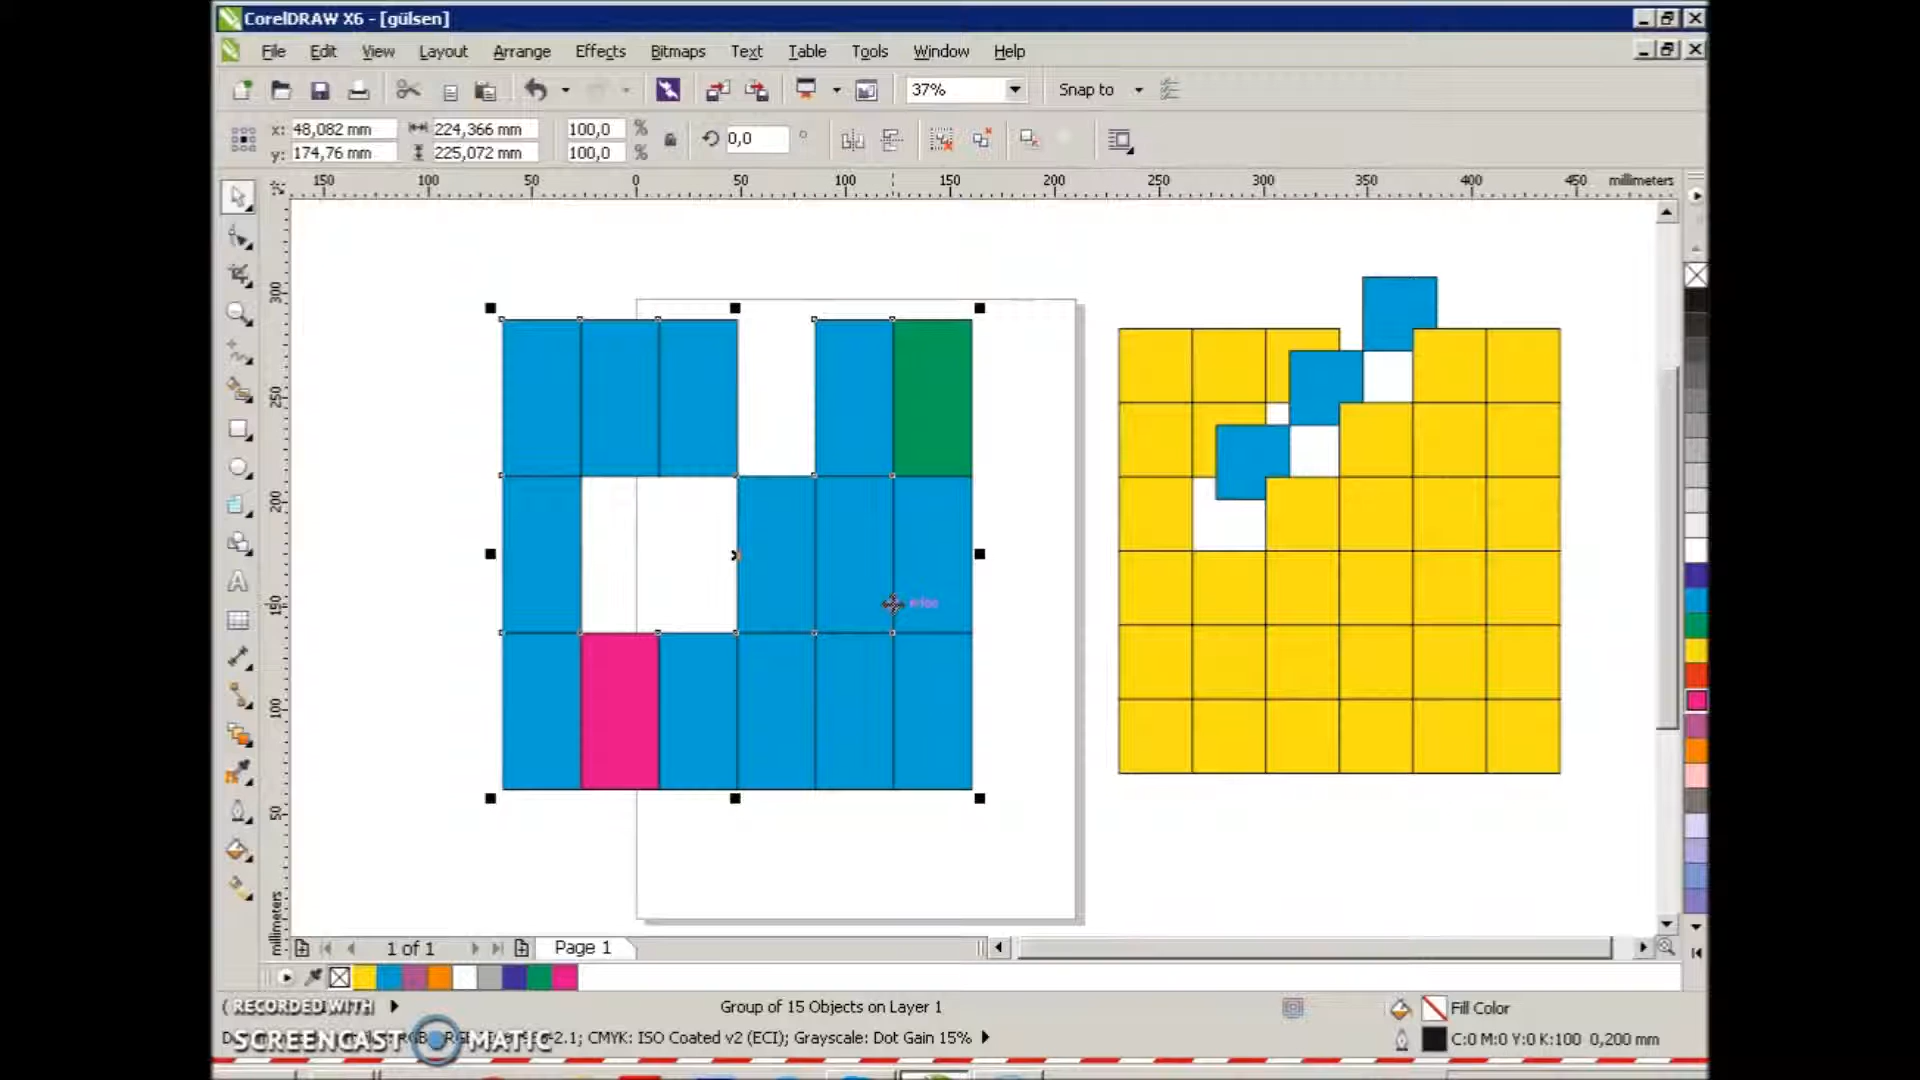 CorelDRAW X6 - [gülsen]
File Edit View Layout Arrange Effects Bitmaps Text Table Tools Window Help
37% Snap to
x: 48,082 mm 224,366 mm 100,0 % 0,0 °
y: 174,76 mm 225,072 mm 100,0 %
150 100 50 0 50 100 150 200 250 300 350 400 450 millimeters
300
250
200
150
100
50
millimeters
1 of 1 Page 1
RECORDED WITH Group of 15 Objects on Layer 1 Fill Color
SCREENCAST MATIC 2.1; CMYK: ISO Coated v2 (ECI); Grayscale: Dot Gain 15% C:0 M:0 Y:0 K:100 0,200 mm